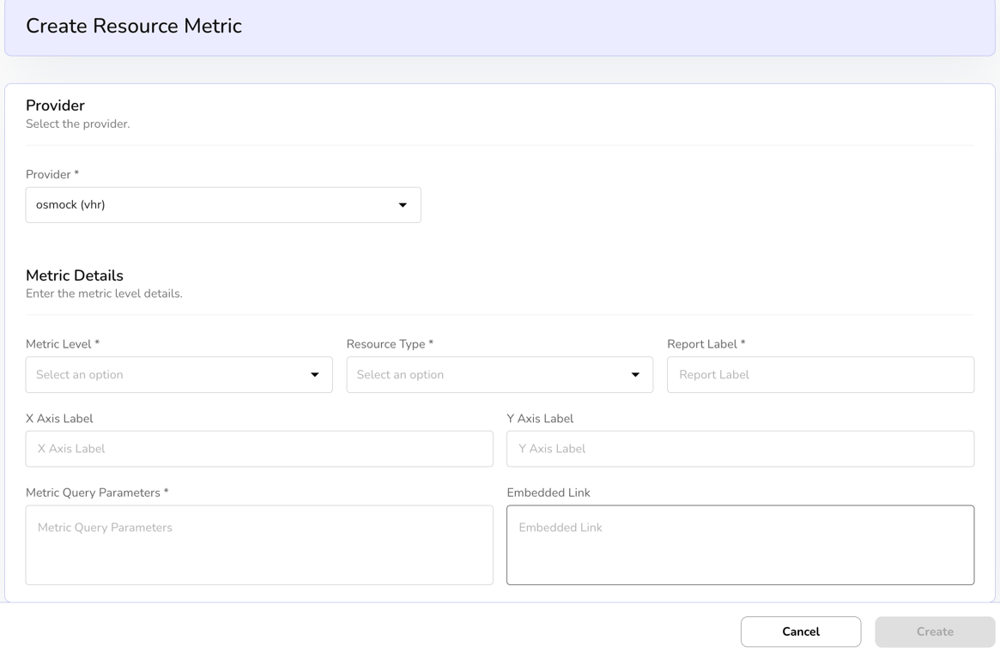 Create Resource Metric
Provider
Select the provider.
Provider *
osmock (vhr)
Metric Details
Enter the metric level details.
Metric Level * Resource Type * Report Label *
Select an option Select an option Report Label
X Axis Label Y Axis Label
X Axis Label Y Axis Label
Metric Query Parameters * Embedded Link
Metric Query Parameters Embedded Link
Cancel Create